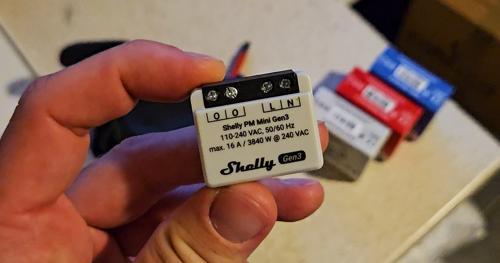 O O L N
Shelly PM Mini Gen3
110-240 VAC, 50/60 Hz
max. 16 A / 3840 W @ 240 VAC
Shelly Gen3